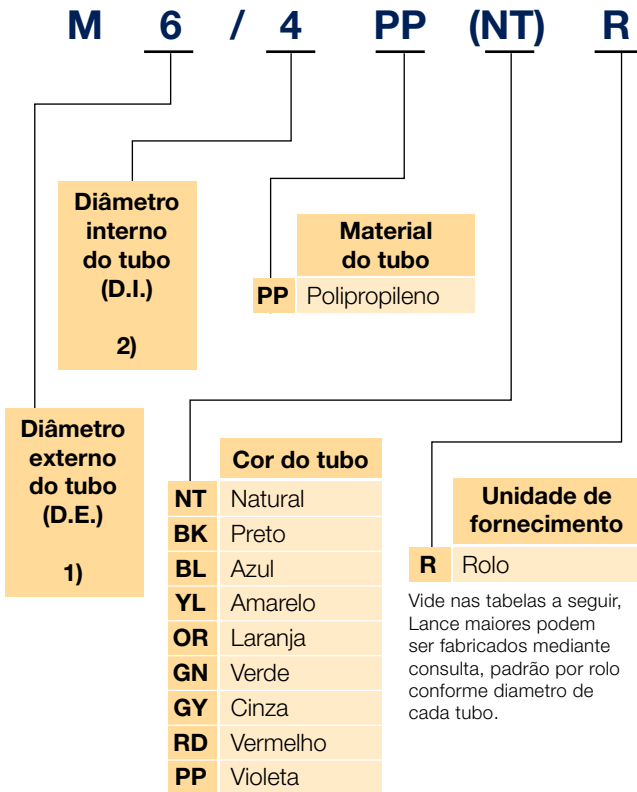 M 6 / 4 PP (NT) R
Diâmetro
interno
do tubo
(D.I.)
2)
Material
do tubo
PP Polipropileno
Diâmetro
externo
do tubo
(D.E.)
1)
Cor do tubo
NT Natural
BK Preto
BL Azul
YL Amarelo
OR Laranja
GN Verde
GY Cinza
RD Vermelho
PP Violeta
Unidade de
fornecimento
R Rolo
Vide nas tabelas a seguir,
Lance maiores podem
ser fabricados mediante
consulta, padrão por rolo
conforme diametro de
cada tubo.